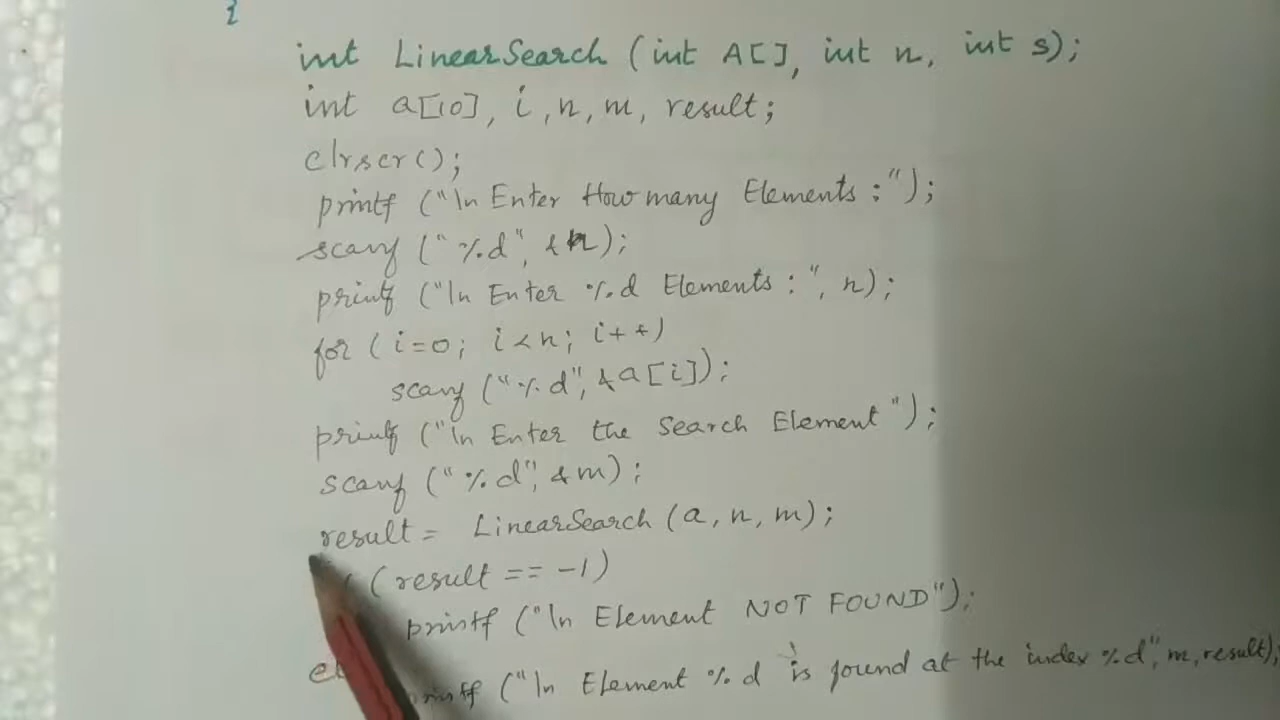 {
int LinearSearch (int A[], int n, int s);
int a[10], i, n, m, result;
clrscr();
printf ("\n Enter How many Elements :");
scanf ("%d", &n);
printf ("\n Enter %d Elements : ", n);
for (i=0; i<n; i++)
scanf ("%d", &a[i]);
printf ("\n Enter the Search Element");
scanf ("%d", &m);
result = LinearSearch (a, n, m);
(result == -1)
printf ("\n Element NOT FOUND");
printf ("\n Element %d is found at the index %d", m, result);